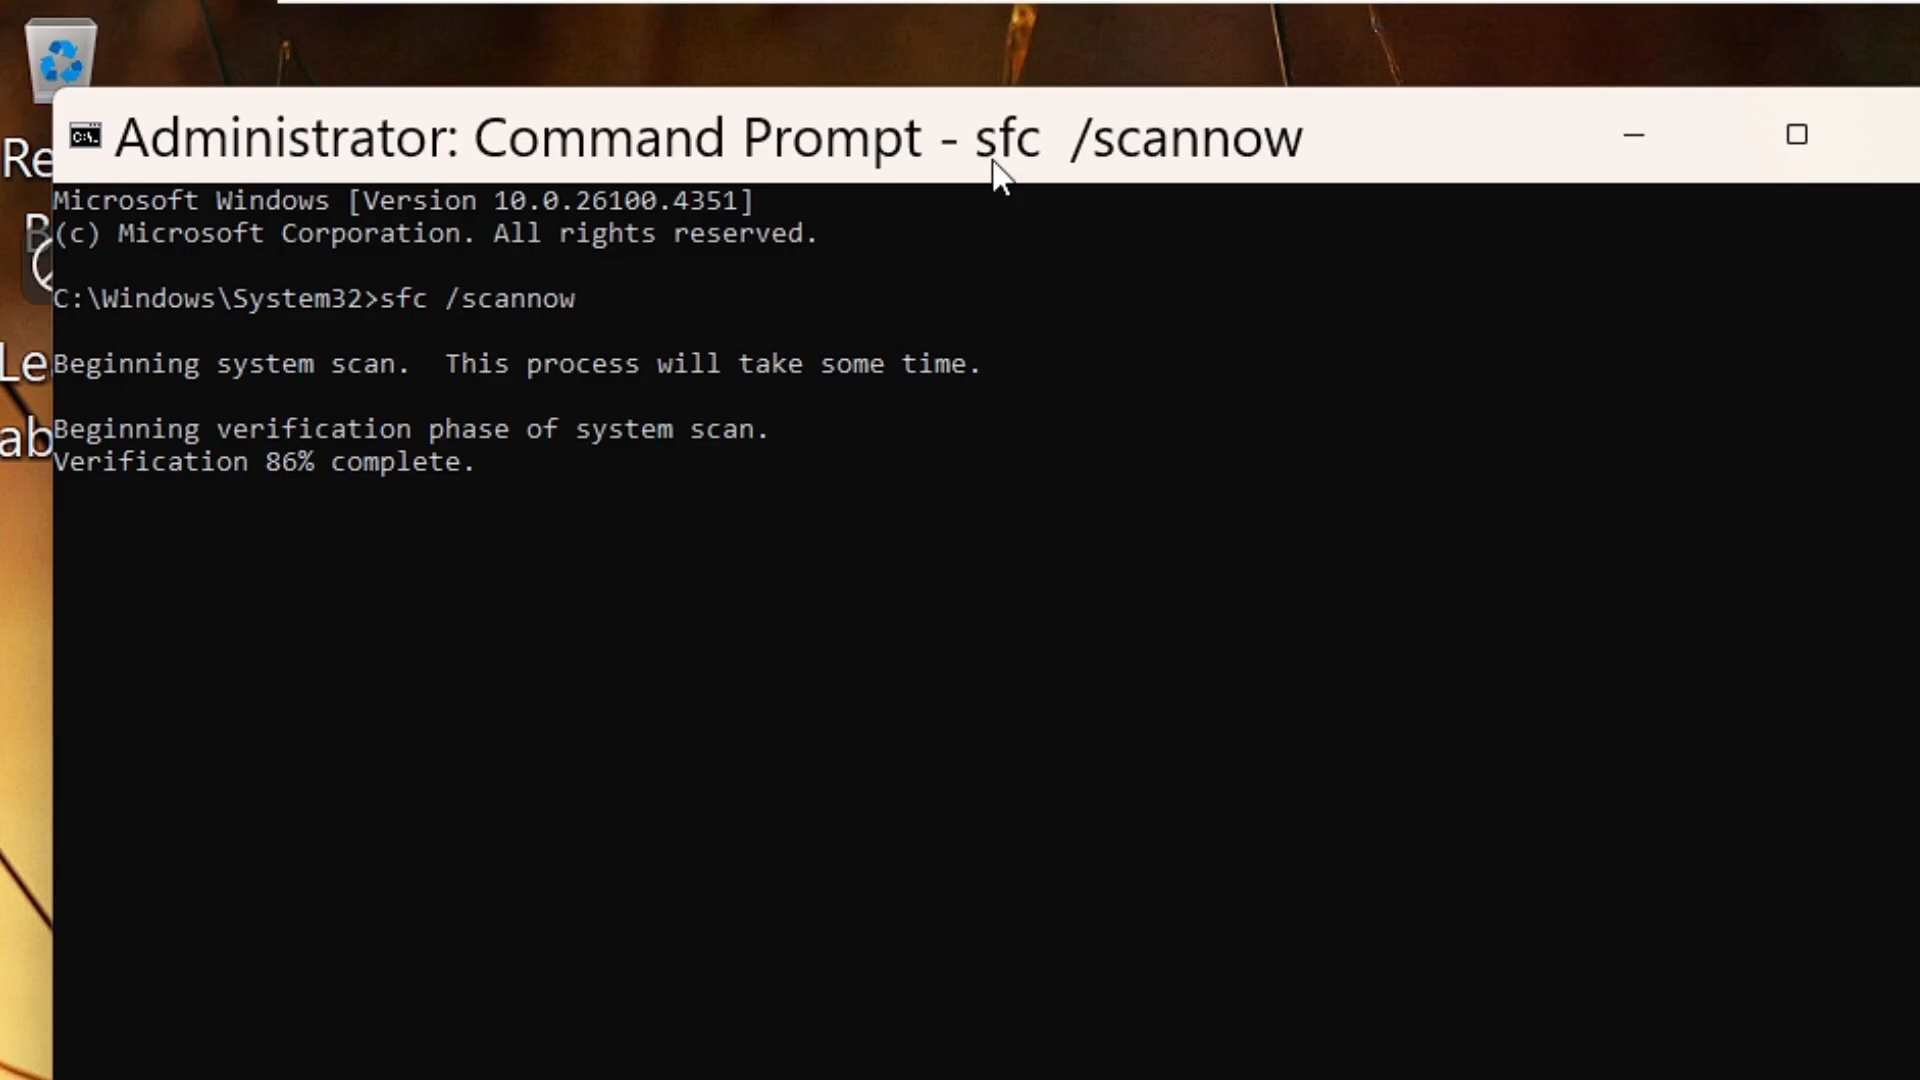 Administrator: Command Prompt - sfc  /scannow
Microsoft Windows [Version 10.0.26100.4351]
(c) Microsoft Corporation. All rights reserved.
C:\Windows\System32>sfc /scannow
Beginning system scan.  This process will take some time.
Beginning verification phase of system scan.
Verification 86% complete.